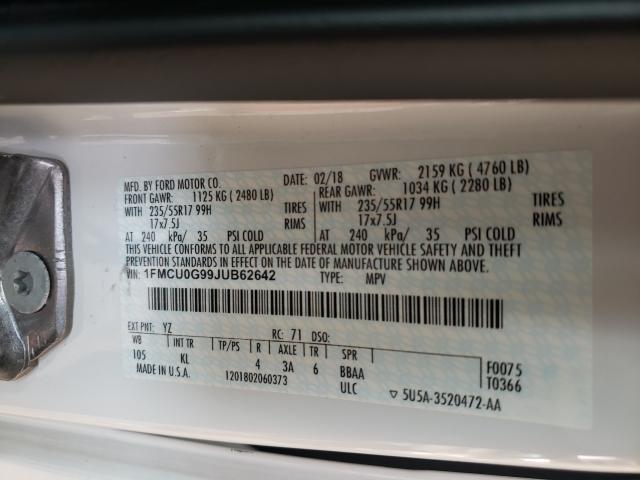 MFD. BY FORD MOTOR CO.
DATE: 02/18 GVWR: 2159 KG ( 4760 LB)
FRONT GAWR: 1125 KG ( 2480 LB)
REAR GAWR: 1034 KG ( 2280 LB)
WITH 235/55R17 99H TIRES
WITH 235/55R17 99H TIRES
17x7.5J RIMS
17x7.5J RIMS
AT 240 kPa/ 35 PSI COLD
AT 240 kPa/ 35 PSI COLD
THIS VEHICLE CONFORMS TO ALL APPLICABLE FEDERAL MOTOR VEHICLE SAFETY AND THEFT
PREVENTION STANDARDS IN EFFECT ON THE DATE OF MANUFACTURE SHOWN ABOVE.
VIN: 1FMCU0G99JUB62642
TYPE: MPV
EXT PNT: YZ RC: 71 DSO:
WB INT TR TP/PS R AXLE TR SPR
105 KL 4 3A 6 BBAA
F0075
T0366
MADE IN U.S.A. 1201802060373 ULC
▽ 5U5A-3520472-AA